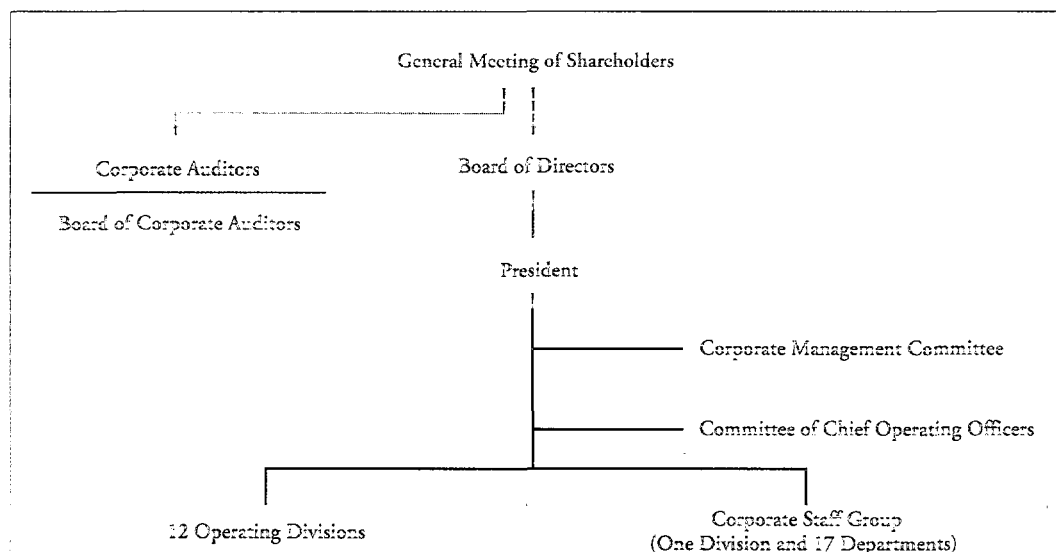 General Meeting of Shareholders
Corporate Auditors
Board of Directors
Board of Corporate Auditors
President
Corporate Management Committee
Committee of Chief Operating Officers
12 Operating Divisions
Corporate Staff Group
(One Division and 17 Departments)